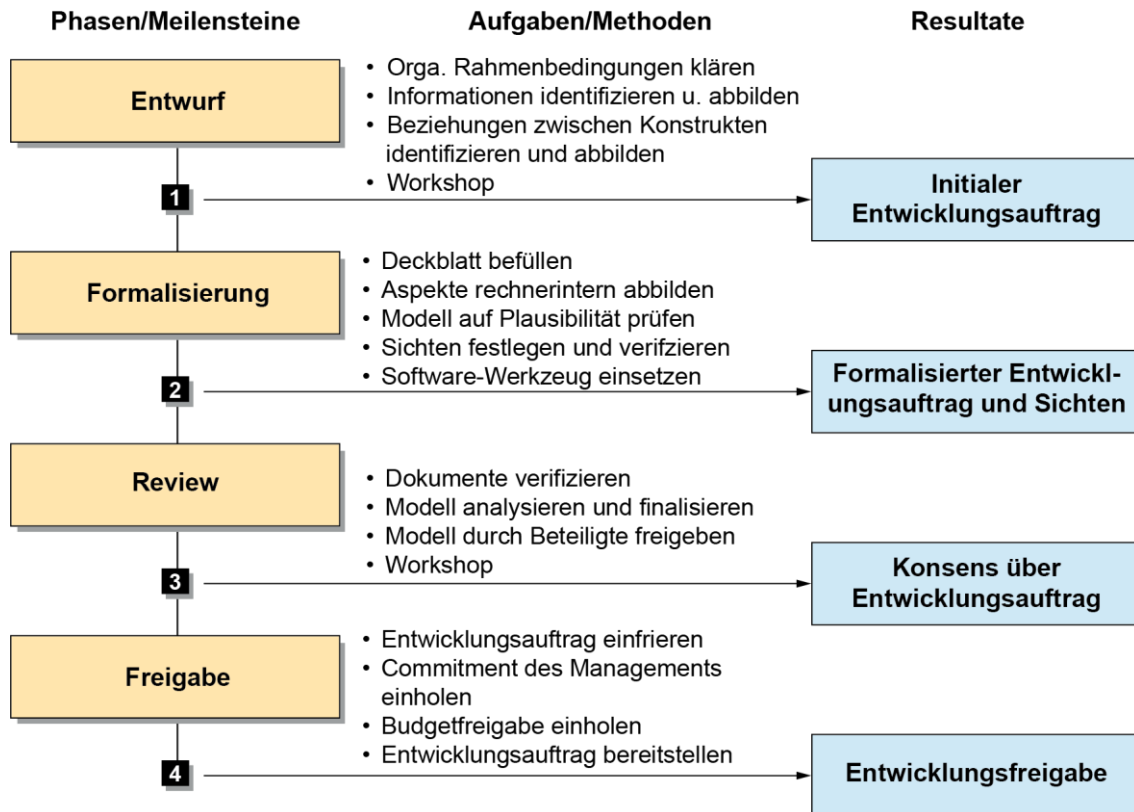 Phasen/Meilensteine
Aufgaben/Methoden
Resultate
Entwurf
• Orga. Rahmenbedingungen klären
• Informationen identifizieren u. abbilden
• Beziehungen zwischen Konstrukten
identifizieren und abbilden
• Workshop
1
Initialer
Entwicklungsauftrag
Formalisierung
• Deckblatt befüllen
• Aspekte rechnerintern abbilden
• Modell auf Plausibilität prüfen
• Sichten festlegen und verifzieren
• Software-Werkzeug einsetzen
2
Formalisierter Entwickl-
ungsauftrag und Sichten
Review
• Dokumente verifizieren
• Modell analysieren und finalisieren
• Modell durch Beteiligte freigeben
• Workshop
3
Konsens über
Entwicklungsauftrag
Freigabe
• Entwicklungsauftrag einfrieren
• Commitment des Managements
einholen
• Budgetfreigabe einholen
• Entwicklungsauftrag bereitstellen
4
Entwicklungsfreigabe